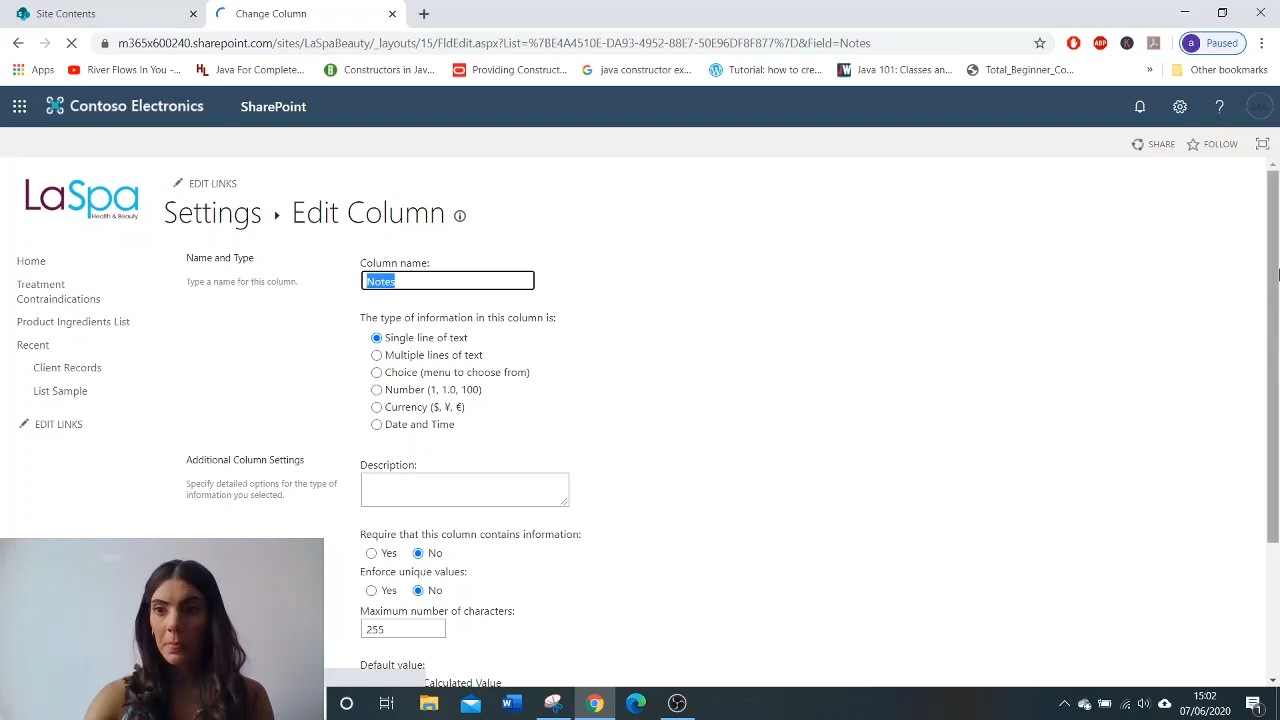 Site Contents
Change Column
m365x600240.sharepoint.com/sites/LaSpaBeauty/_layouts/15/FldEdit.aspx?List=%7BE4A4510E-DA93-4952-88E7-50E96DF8F877%7D&Field=Notes
ABP
a Paused
Apps
River Flows In You -...
Java For Complete...
Constructors in Jav...
Providing Construct...
java constructor ex...
Tutorial: how to cre...
Java 101: Classes an...
Total_Beginner_Co...
»
Other bookmarks
Contoso Electronics
SharePoint
SHARE
FOLLOW
LaSpa
Health & Beauty
EDIT LINKS
Settings ▸ Edit Column
Home
Treatment
Contraindications
Product Ingredients List
Recent
Client Records
List Sample
EDIT LINKS
Name and Type
Type a name for this column.
Column name:
Notes
The type of information in this column is:
Single line of text
Multiple lines of text
Choice (menu to choose from)
Number (1, 1.0, 100)
Currency ($, ¥, €)
Date and Time
Additional Column Settings
Specify detailed options for the type of
information you selected.
Description:
Require that this column contains information:
Yes No
Enforce unique values:
Yes No
Maximum number of characters:
255
Default value:
Calculated Value
15:02
07/06/2020